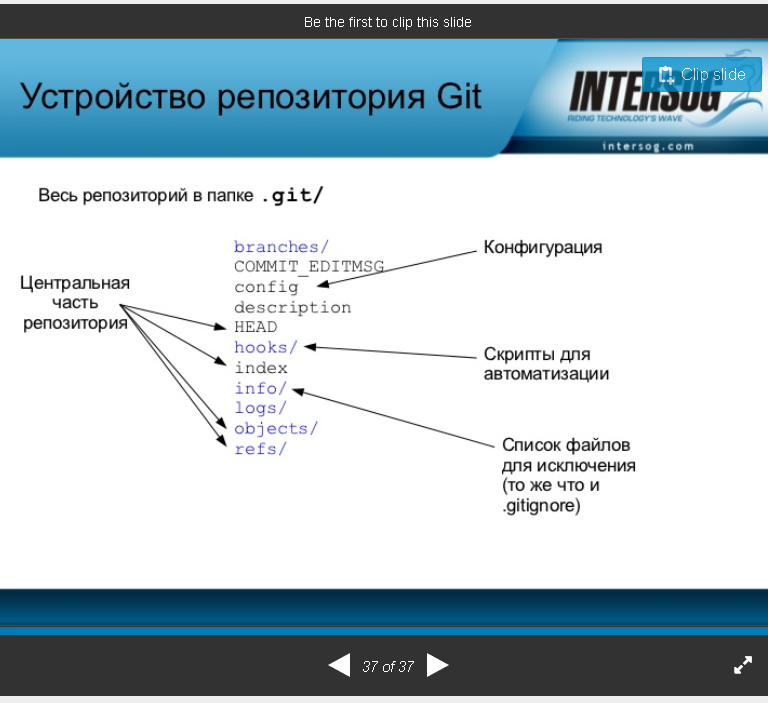 Be the first to clip this slide
Устройство репозитория Git
INTERSOG
RIDING TECHNOLOGY'S WAVE
intersog.com
Clip slide
Весь репозиторий в папке .git/
Центральная
часть
репозитория
branches/
COMMIT_EDITMSG
config
description
HEAD
hooks/
index
info/
logs/
objects/
refs/
Конфигурация
Скрипты для
автоматизации
Список файлов
для исключения
(то же что и
.gitignore)
37 of 37